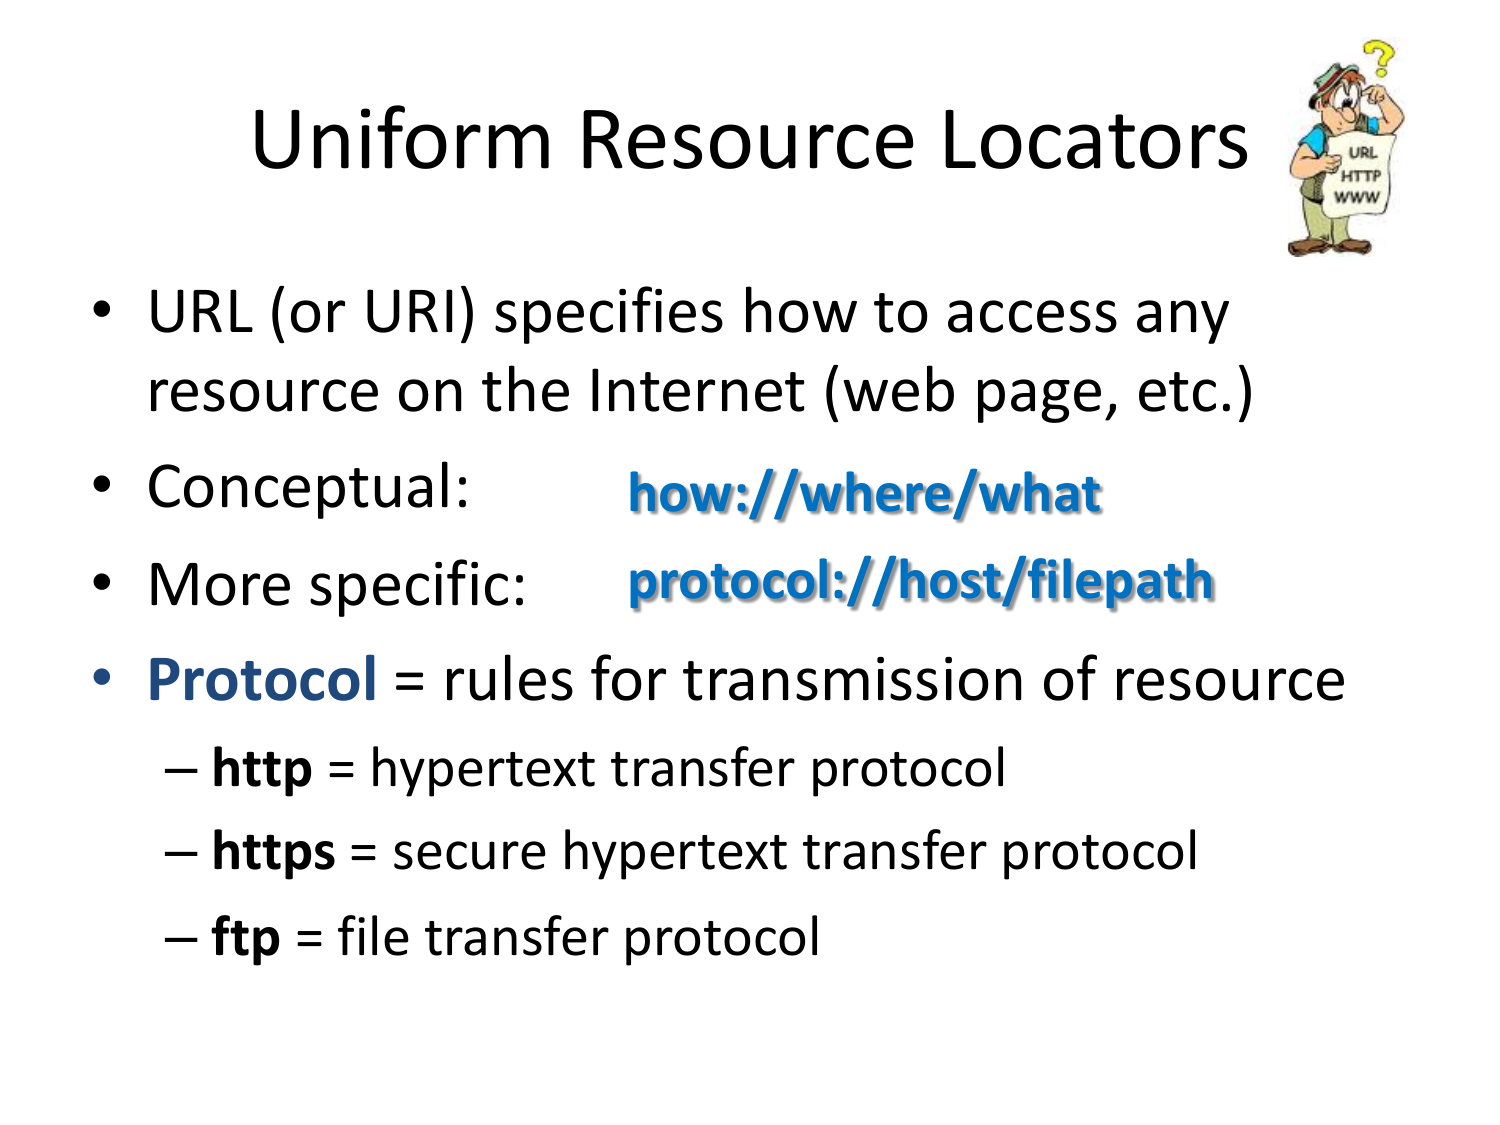 Uniform Resource Locators
URL
HTTP
WWW
• URL (or URI) specifies how to access any
resource on the Internet (web page, etc.)
• Conceptual: how://where/what
• More specific: protocol://host/filepath
• Protocol = rules for transmission of resource
– http = hypertext transfer protocol
– https = secure hypertext transfer protocol
– ftp = file transfer protocol